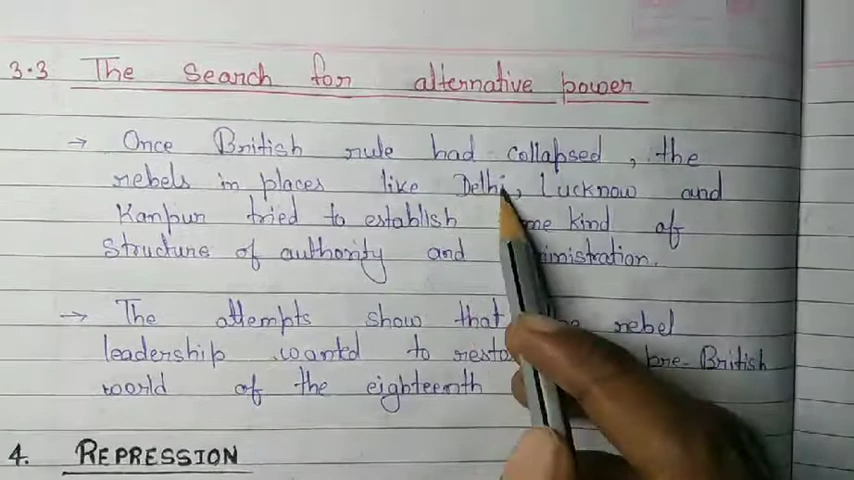 3.3 The search for alternative power
→ Once British rule had collapsed, the
rebels in places like Delhi, Lucknow and
Kanpur tried to establish kind of
structure of authority and
→ The attempts show that rebel
leadership wanted to pre-British
world of the eighteenth
4. REPRESSION